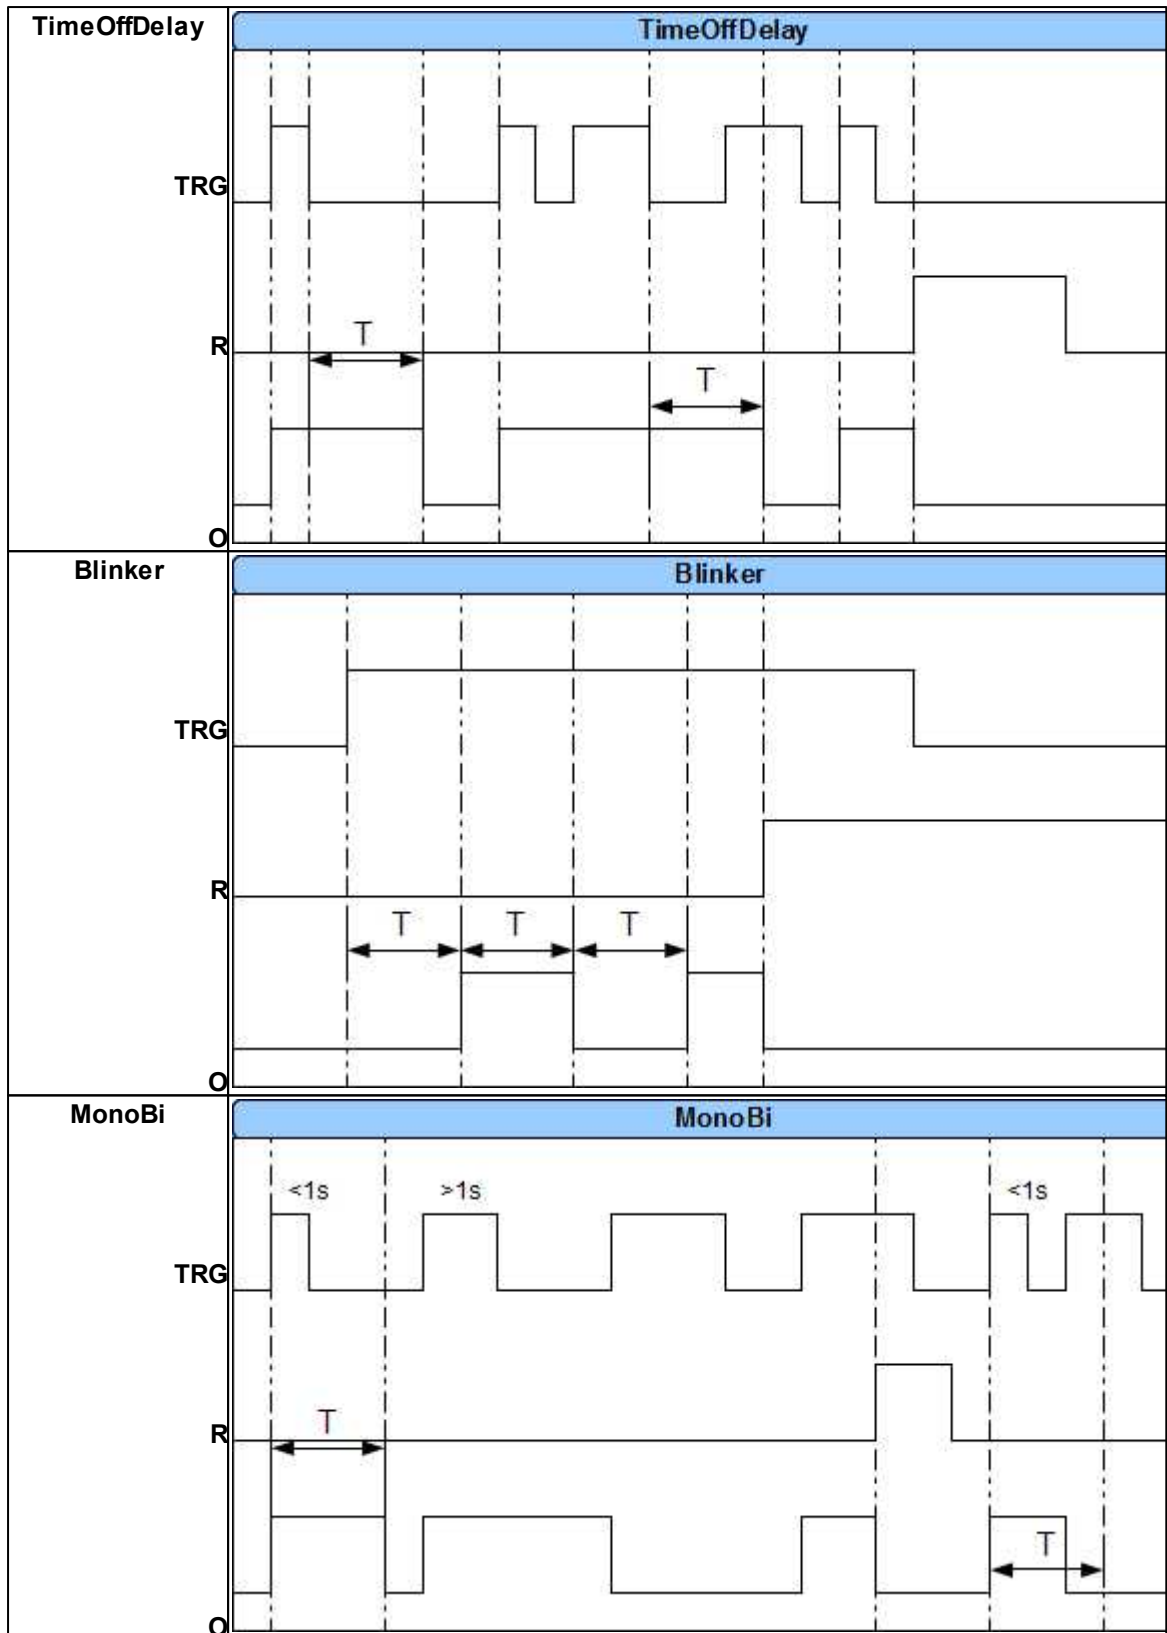 TimeOffDelay
TimeOffDelay
TRG
R
T
T
O
Blinker
Blinker
TRG
R
T T T
O
MonoBi
MonoBi
<1s >1s <1s
TRG
R
T
T
O